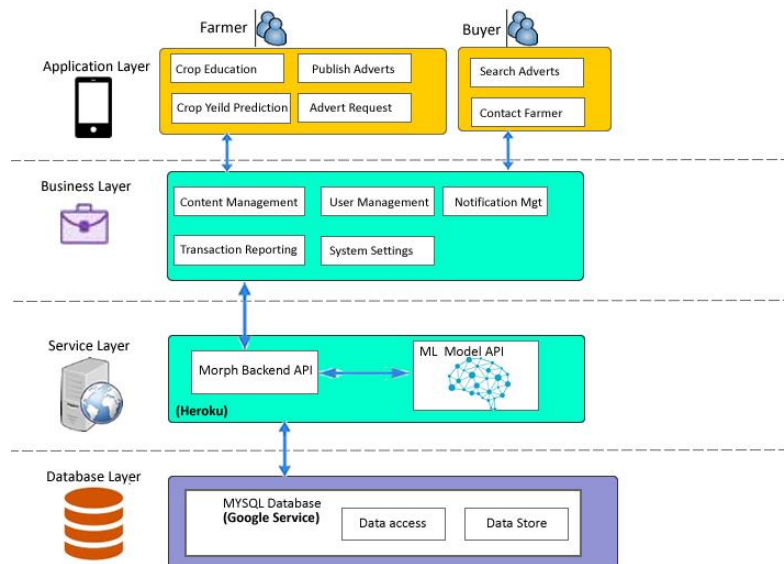 Farmer
Buyer
Application Layer
Crop Education
Publish Adverts
Search Adverts
Crop Yeild Prediction
Advert Request
Contact Farmer
Business Layer
Content Management
User Management
Notification Mgt
Transaction Reporting
System Settings
Service Layer
Morph Backend API
ML Model API
(Heroku)
Database Layer
MYSQL Database
(Google Service)
Data access
Data Store